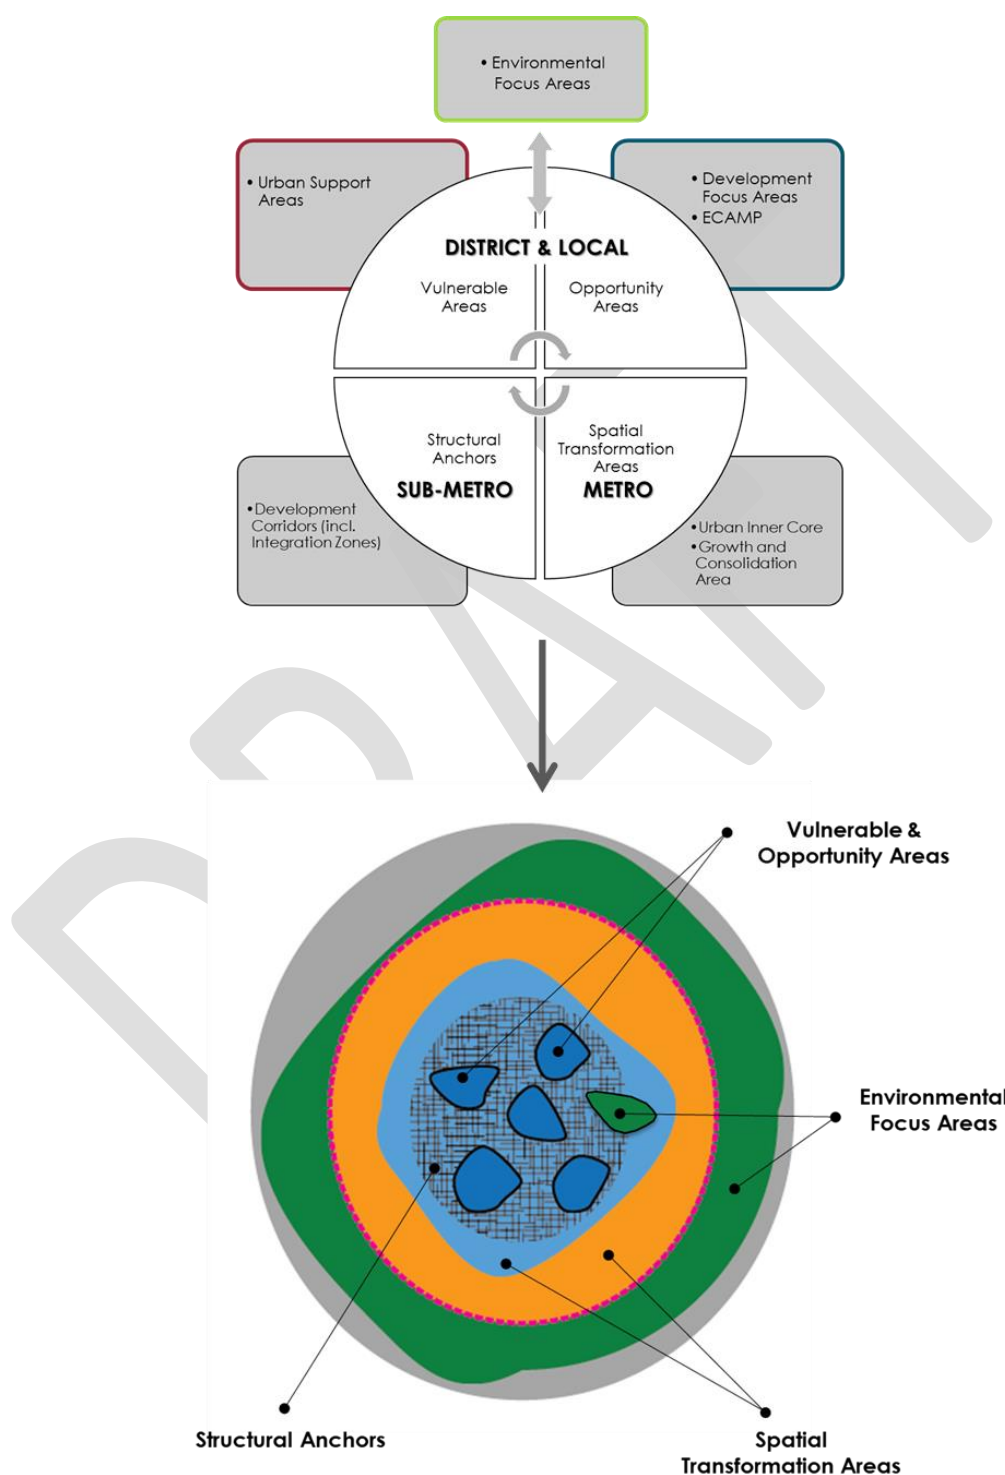 • Environmental
Focus Areas
• Urban Support
Areas
• Development
Focus Areas
• ECAMP
DISTRICT & LOCAL
Vulnerable
Areas
Opportunity
Areas
Structural
Anchors
SUB-METRO
Spatial
Transformation
Areas
METRO
•Development
Corridors (incl.
Integration Zones)
•Urban Inner Core
•Growth and
Consolidation
Area
DRAFT
Vulnerable &
Opportunity Areas
Environmental
Focus Areas
Structural Anchors
Spatial
Transformation Areas